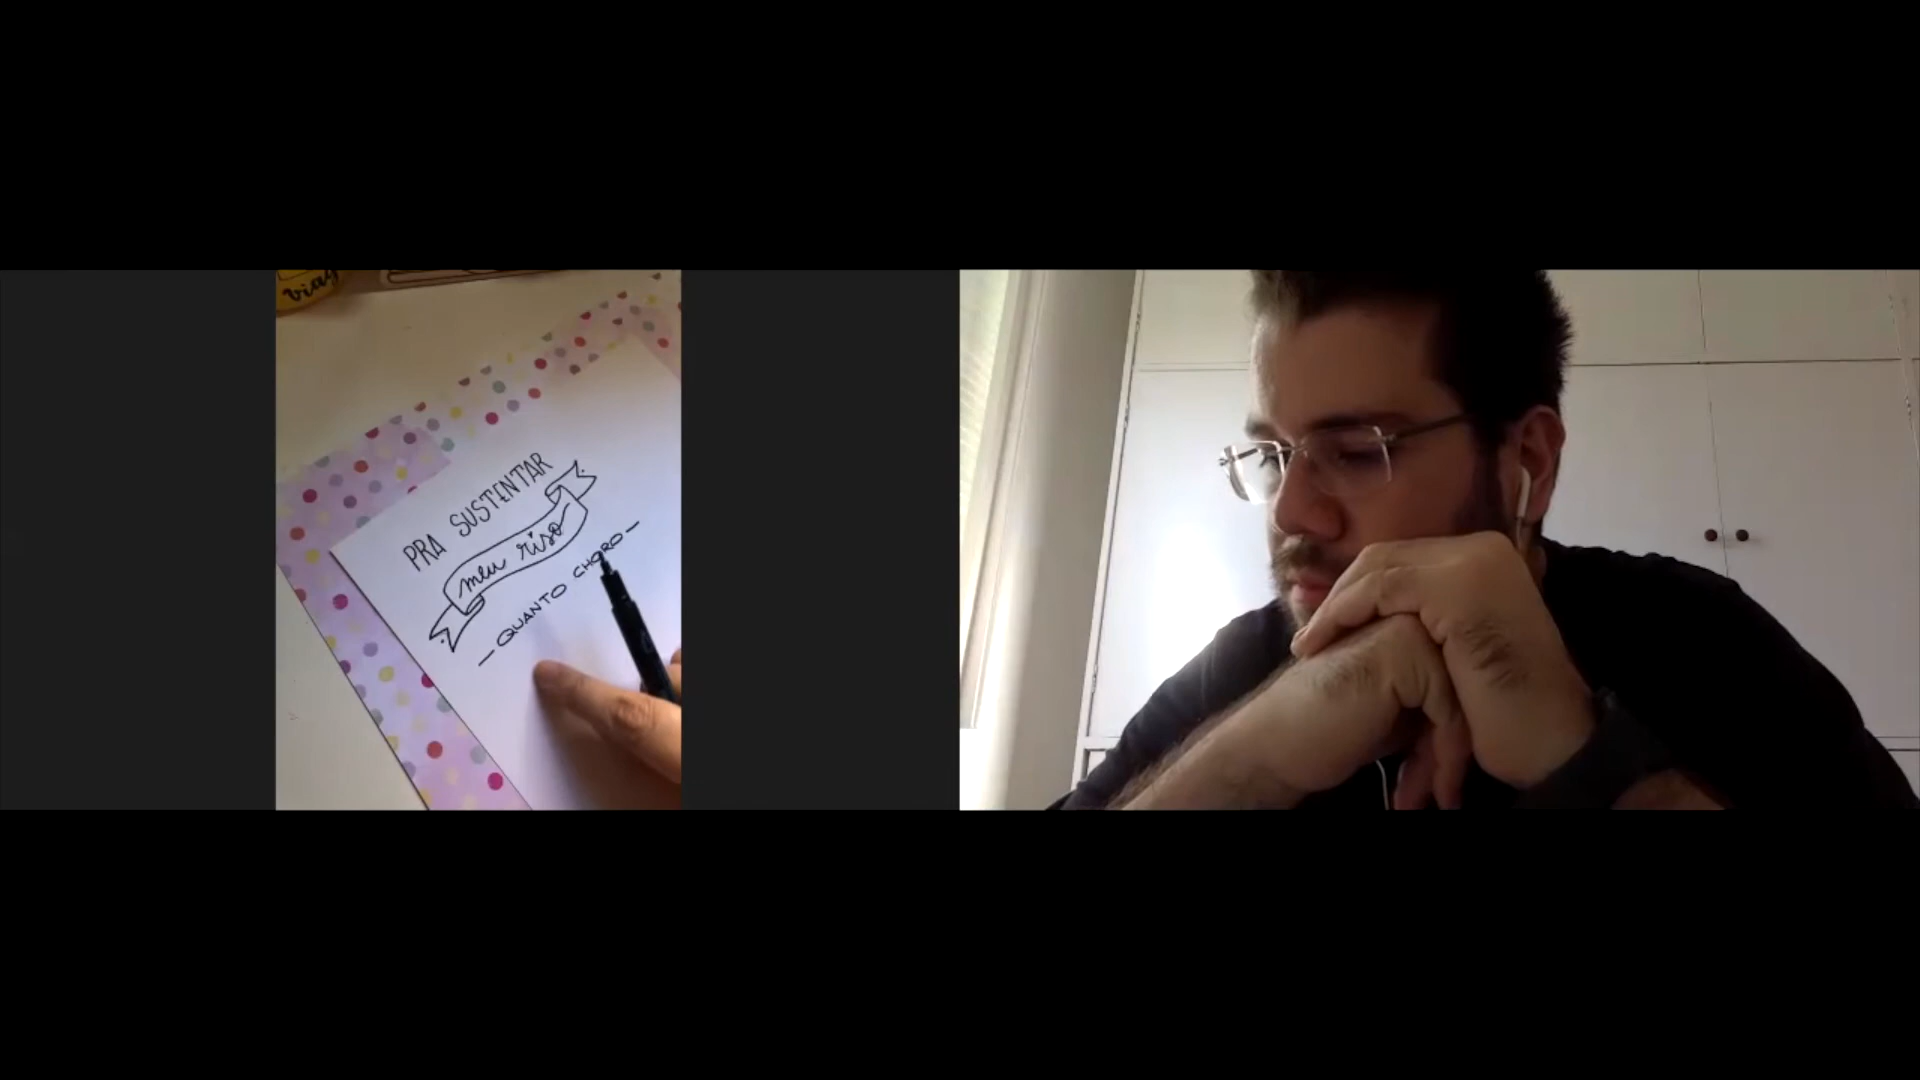 PRA SUSTENTAR
meu riso
— QUANTO CHORO —